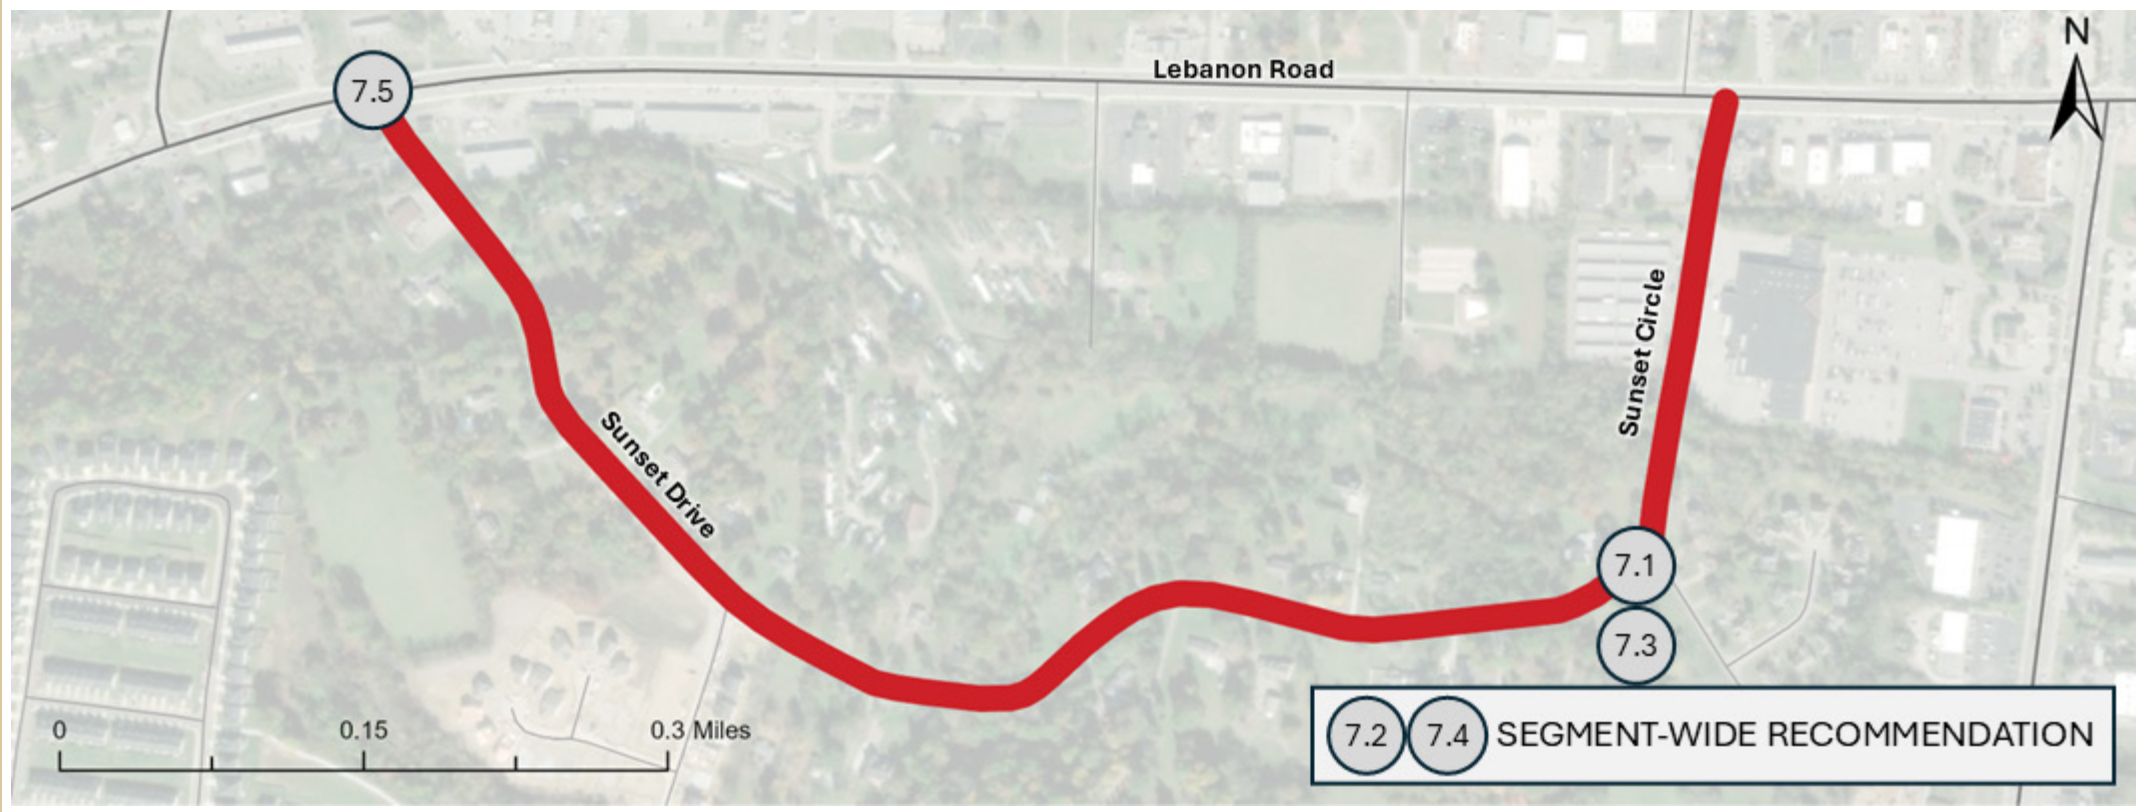 N
7.5
Lebanon Road
Sunset Circle
Sunset Drive
7.1
7.3
0 0.15 0.3 Miles
7.2 7.4 SEGMENT-WIDE RECOMMENDATION